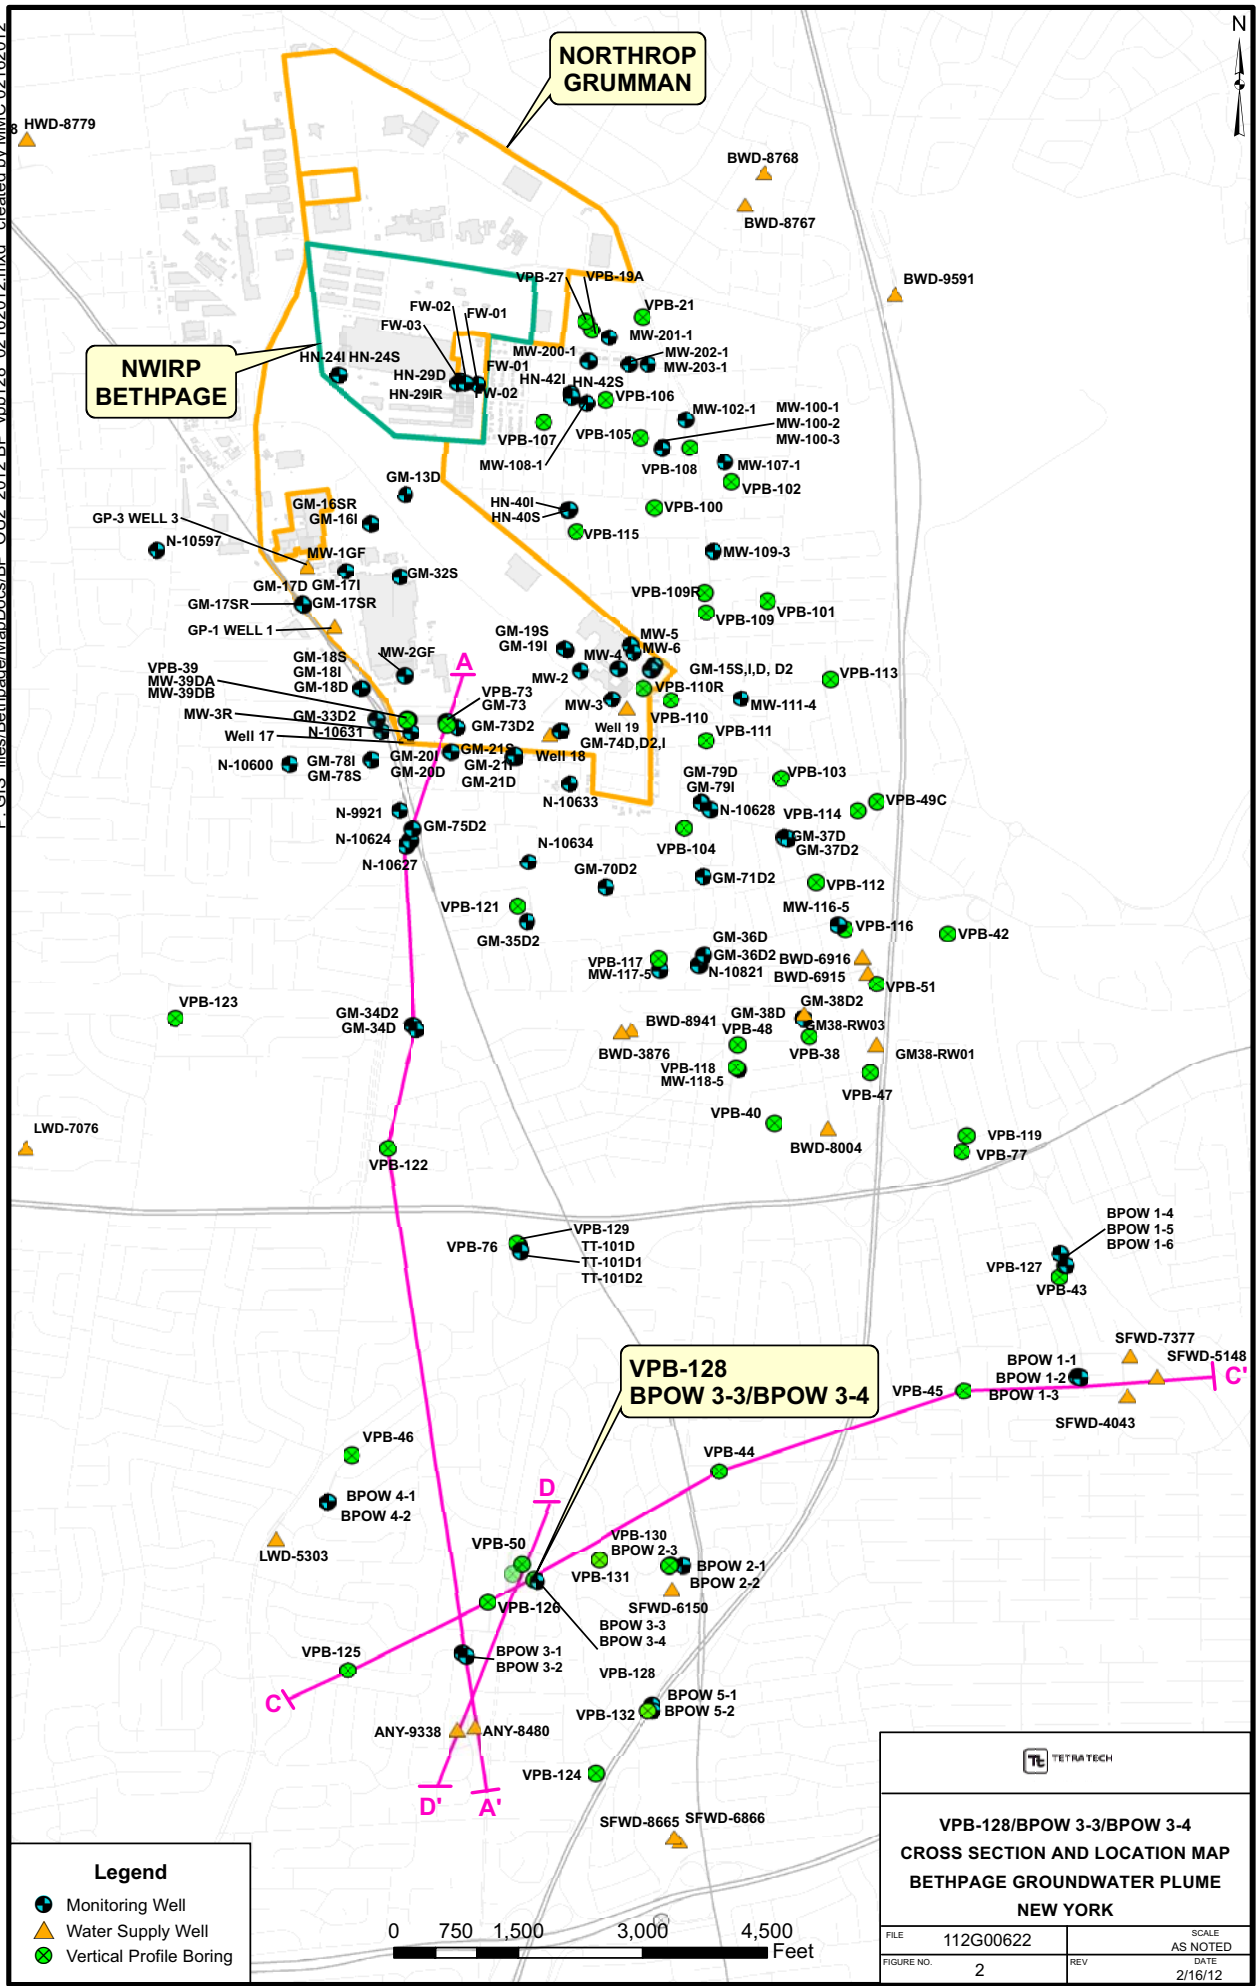 NORTHROP
GRUMMAN
N
HWD-8779
BWD-8768
BWD-8767
BWD-9591
VPB-27
VPB-19A
VPB-21
FW-02
FW-01
FW-03
MW-201-1
MW-200-1
MW-202-1
MW-203-1
NWIRP
BETHPAGE
HN-24I HN-24S
HN-29D
HN-29IR
FW-01
FW-02
HN-42I
HN-42S
VPB-106
MW-102-1
MW-100-1
MW-100-2
MW-100-3
VPB-107
VPB-105
MW-108-1
VPB-108
MW-107-1
VPB-102
GM-13D
GM-16SR
GM-16I
HN-40I
HN-40S
VPB-100
GP-3 WELL 3
N-10597
VPB-115
MW-1GF
MW-109-3
GM-32S
GM-17D
GM-17I
GM-17SR
GM-17SR
VPB-109R
VPB-101
VPB-109
GP-1 WELL 1
GM-19S
GM-19I
MW-5
MW-6
MW-4
GM-18S
GM-18I
GM-18D
MW-2GF
A
VPB-39
MW-39DA
MW-39DB
VPB-73
GM-73
MW-2
GM-15S,I,D, D2
VPB-113
VPB-110R
MW-3
MW-111-4
VPB-110
MW-3R
GM-33D2
N-10631
GM-73D2
Well 19
Well 17
GM-74D,D2,I
VPB-111
GM-21S
GM-21I
GM-21D
Well 18
N-10600
GM-78I
GM-78S
GM-20I
GM-20D
GM-79D
GM-79I
VPB-103
N-10633
N-10628
VPB-49C
VPB-114
N-9921
GM-75D2
N-10624
N-10627
VPB-104
GM-37D
GM-37D2
N-10634
GM-70D2
GM-71D2
VPB-112
VPB-121
MW-116-5
VPB-116
VPB-42
GM-35D2
GM-36D
GM-36D2
N-10821
VPB-117
MW-117-5
BWD-6916
BWD-6915
VPB-51
VPB-123
GM-34D2
GM-34D
GM-38D2
GM-38D
GM38-RW03
BWD-8941
BWD-3876
VPB-48
VPB-38
GM38-RW01
VPB-118
MW-118-5
VPB-47
VPB-40
LWD-7076
BWD-8004
VPB-119
VPB-77
VPB-122
BPOW 1-4
BPOW 1-5
BPOW 1-6
VPB-129
VPB-76
TT-101D
TT-101D1
TT-101D2
VPB-127
VPB-43
VPB-128
BPOW 3-3/BPOW 3-4
SFWD-7377
SFWD-5148
BPOW 1-1
BPOW 1-2
BPOW 1-3
C'
VPB-45
SFWD-4043
VPB-46
VPB-44
BPOW 4-1
BPOW 4-2
D
LWD-5303
VPB-50
VPB-130
BPOW 2-3
VPB-131
BPOW 2-1
BPOW 2-2
SFWD-6150
VPB-126
BPOW 3-3
BPOW 3-4
VPB-125
BPOW 3-1
BPOW 3-2
VPB-128
C
BPOW 5-1
BPOW 5-2
VPB-132
ANY-9338
ANY-8480
VPB-124
D'
A'
SFWD-8665
SFWD-6866
Legend
Monitoring Well
Water Supply Well
Vertical Profile Boring
0 750 1,500 3,000 4,500
Feet
Tt TETRA TECH
VPB-128/BPOW 3-3/BPOW 3-4
CROSS SECTION AND LOCATION MAP
BETHPAGE GROUNDWATER PLUME
NEW YORK
FILE 112G00622
SCALE
AS NOTED
FIGURE NO. 2
REV
DATE
2/16/12